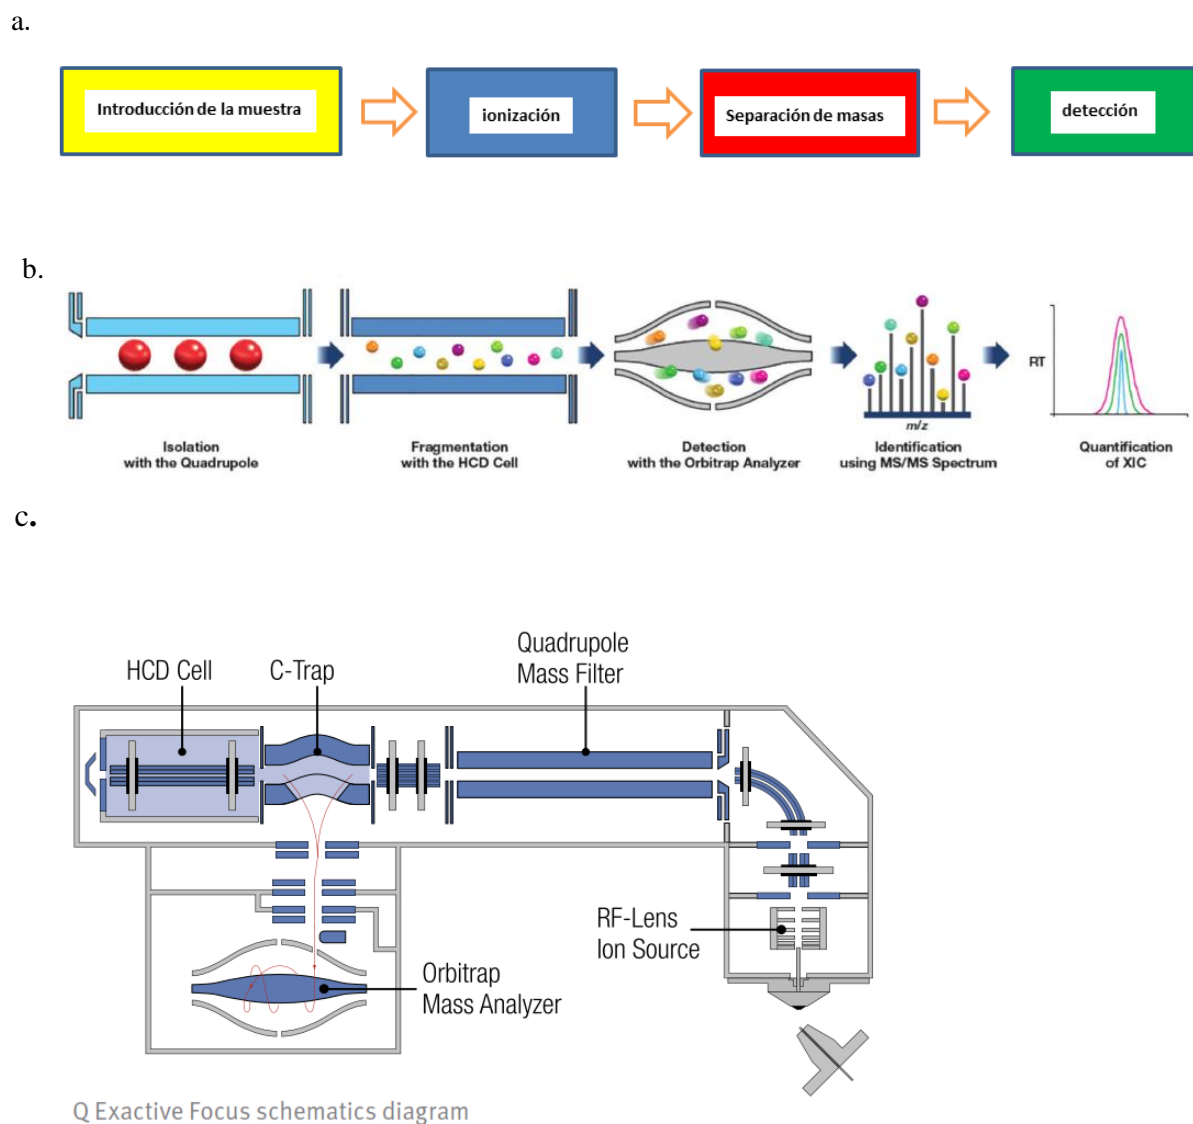 a.
Introducción de la muestra
ionización
Separación de masas
detección
b.
RT
m/z
Isolation
with the Quadrupole
Fragmentation
with the HCD Cell
Detection
with the Orbitrap Analyzer
Identification
using MS/MS Spectrum
Quantification
of XIC
c.
HCD Cell
C-Trap
Quadrupole
Mass Filter
RF-Lens
Ion Source
Orbitrap
Mass Analyzer
Q Exactive Focus schematics diagram